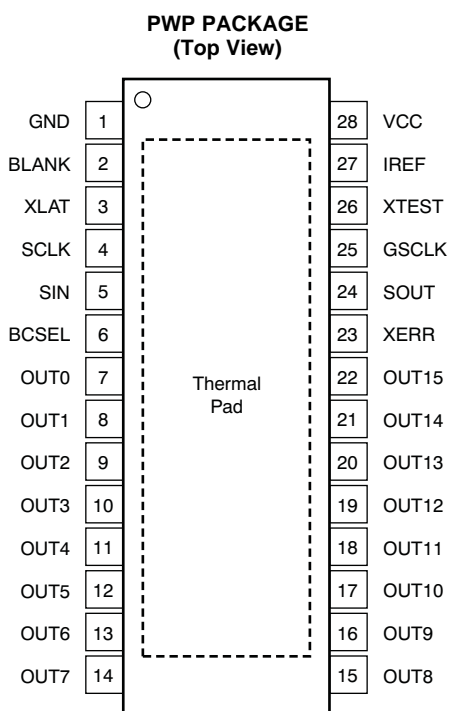 PWP PACKAGE
(Top View)
GND 1 28 VCC
BLANK 2 27 IREF
XLAT 3 26 XTEST
SCLK 4 25 GSCLK
SIN 5 24 SOUT
BCSEL 6 23 XERR
OUT0 7 22 OUT15
Thermal
Pad
OUT1 8 21 OUT14
OUT2 9 20 OUT13
OUT3 10 19 OUT12
OUT4 11 18 OUT11
OUT5 12 17 OUT10
OUT6 13 16 OUT9
OUT7 14 15 OUT8